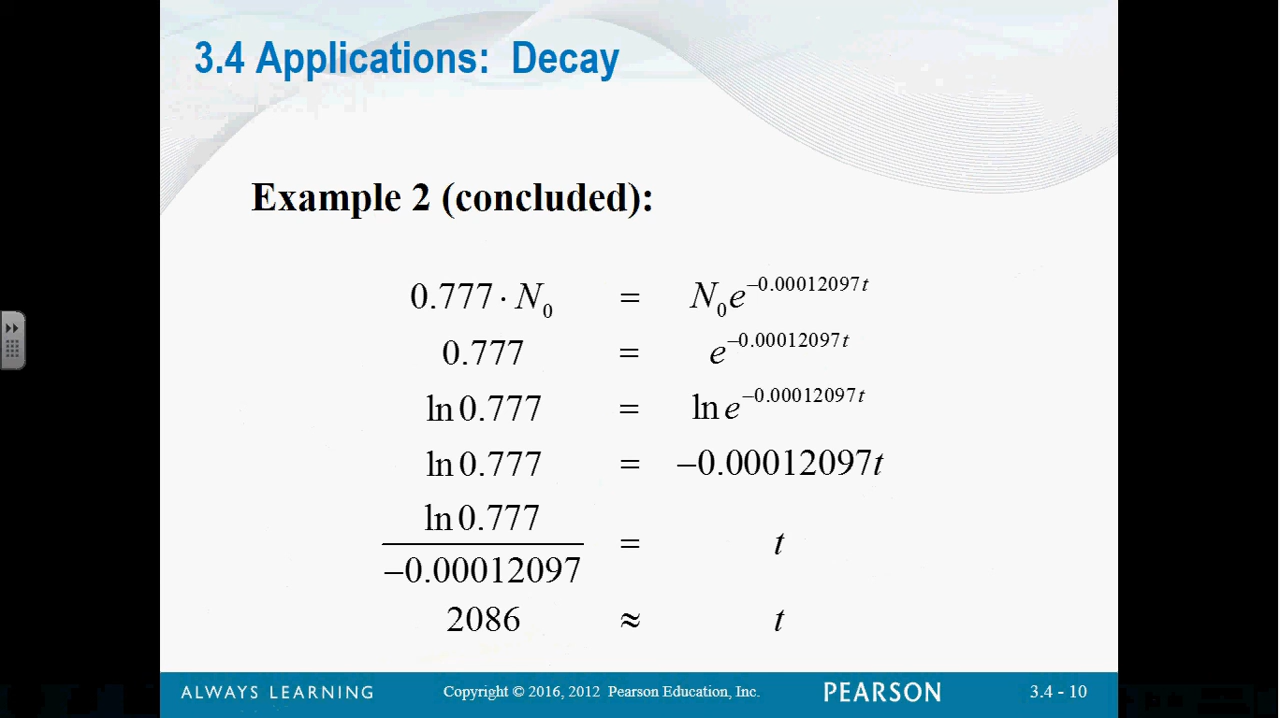 3.4 Applications: Decay
Example 2 (concluded):
0.777 · N₀ = N₀e^−0.00012097t
0.777 = e^−0.00012097t
ln 0.777 = ln e^−0.00012097t
ln 0.777 = −0.00012097t
ln 0.777
−0.00012097 = t
2086 ≈ t
ALWAYS LEARNING Copyright © 2016, 2012 Pearson Education, Inc. PEARSON 3.4 - 10